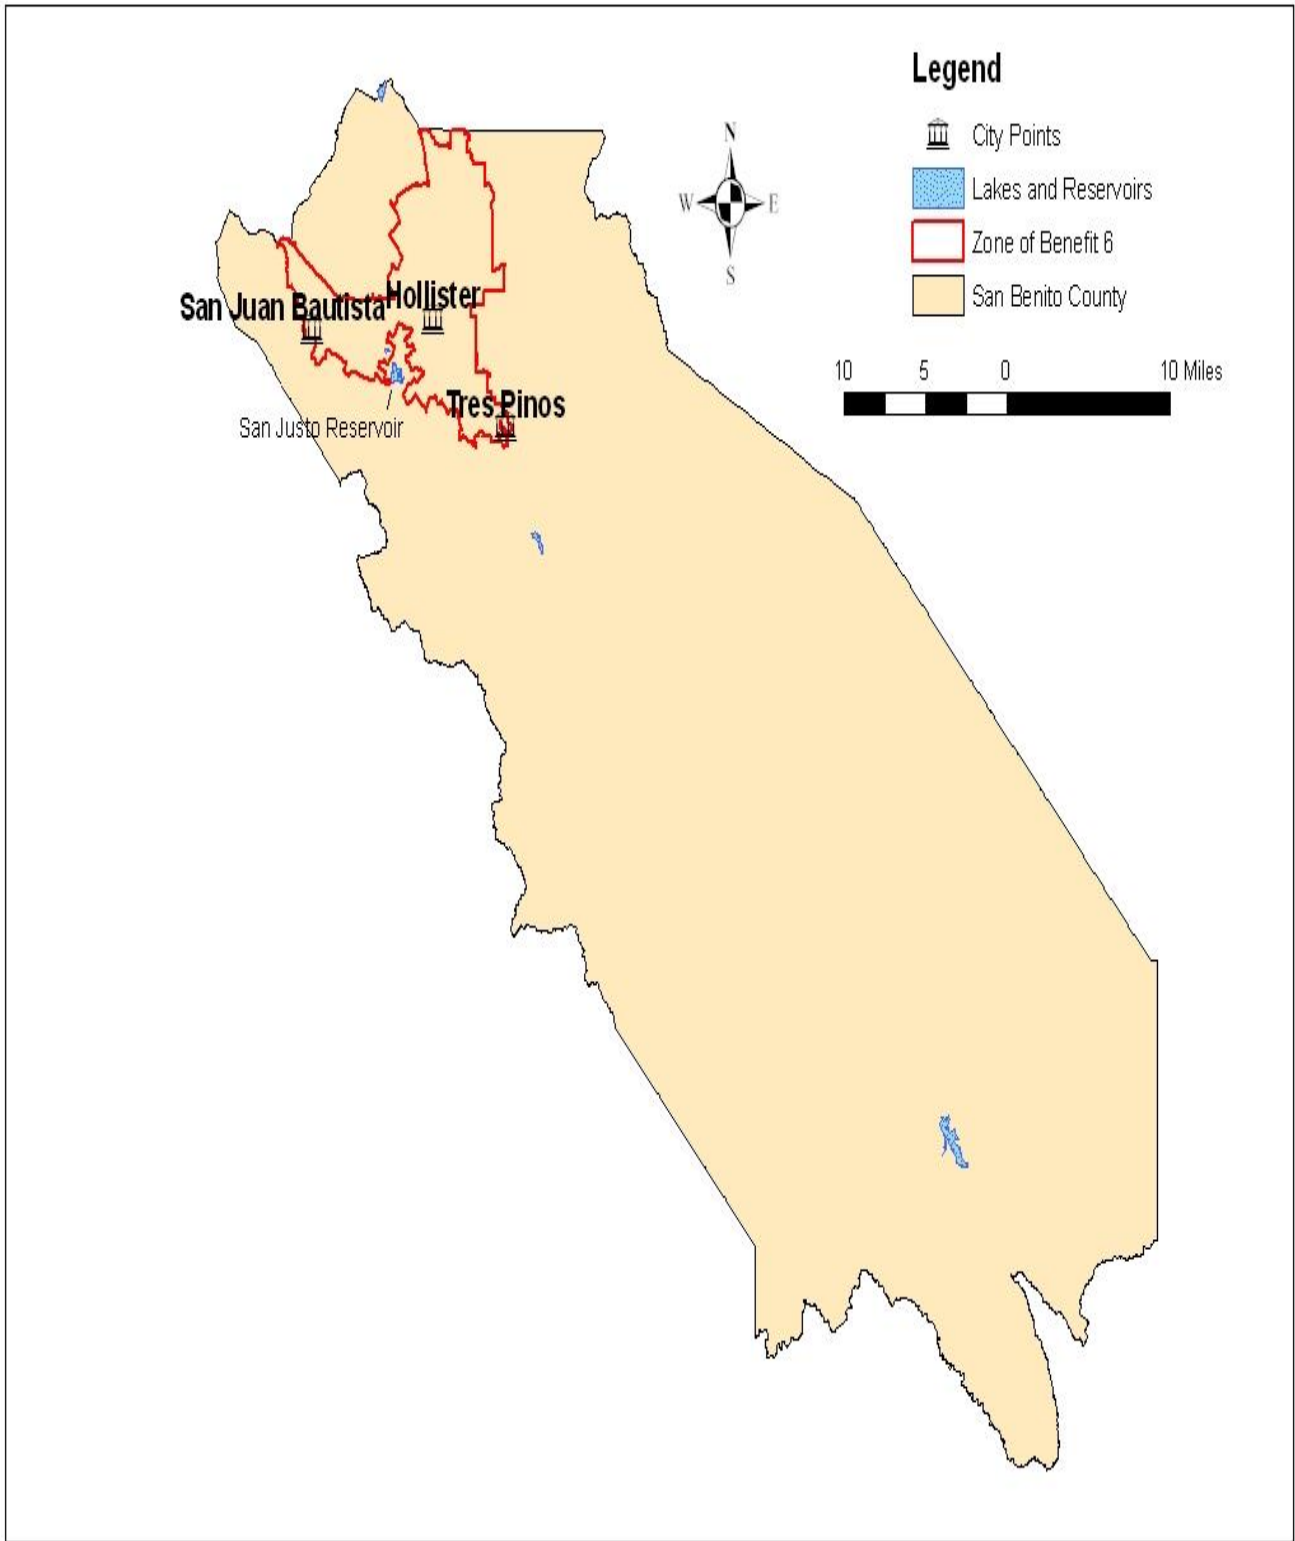 Legend
City Points
Lakes and Reservoirs
Zone of Benefit 6
San Benito County
N
W E
S
10 5 0 10 Miles
Hollister
San Juan Bautista
Tres Pinos
San Justo Reservoir